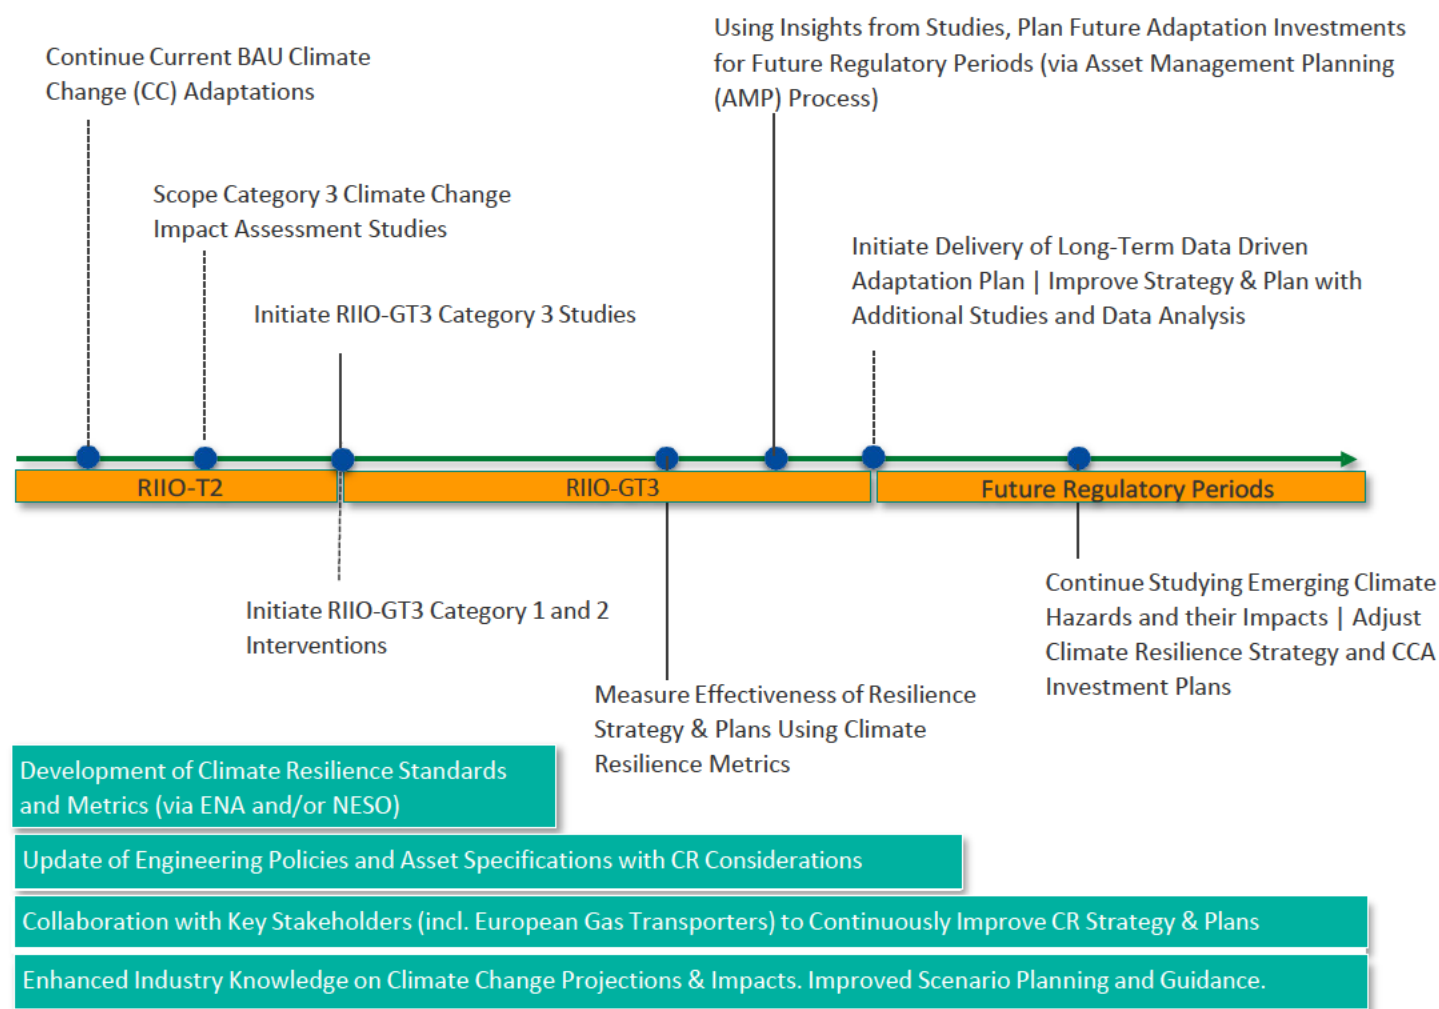 Continue Current BAU Climate
Change (CC) Adaptations
Scope Category 3 Climate Change
Impact Assessment Studies
Initiate RIIO-GT3 Category 3 Studies
Using Insights from Studies, Plan Future Adaptation Investments
for Future Regulatory Periods (via Asset Management Planning
(AMP) Process)
Initiate Delivery of Long-Term Data Driven
Adaptation Plan | Improve Strategy & Plan with
Additional Studies and Data Analysis
RIIO-T2
RIIO-GT3
Future Regulatory Periods
Initiate RIIO-GT3 Category 1 and 2
Interventions
Measure Effectiveness of Resilience
Strategy & Plans Using Climate
Resilience Metrics
Continue Studying Emerging Climate
Hazards and their Impacts | Adjust
Climate Resilience Strategy and CCA
Investment Plans
Development of Climate Resilience Standards
and Metrics (via ENA and/or NESO)
Update of Engineering Policies and Asset Specifications with CR Considerations
Collaboration with Key Stakeholders (incl. European Gas Transporters) to Continuously Improve CR Strategy & Plans
Enhanced Industry Knowledge on Climate Change Projections & Impacts. Improved Scenario Planning and Guidance.